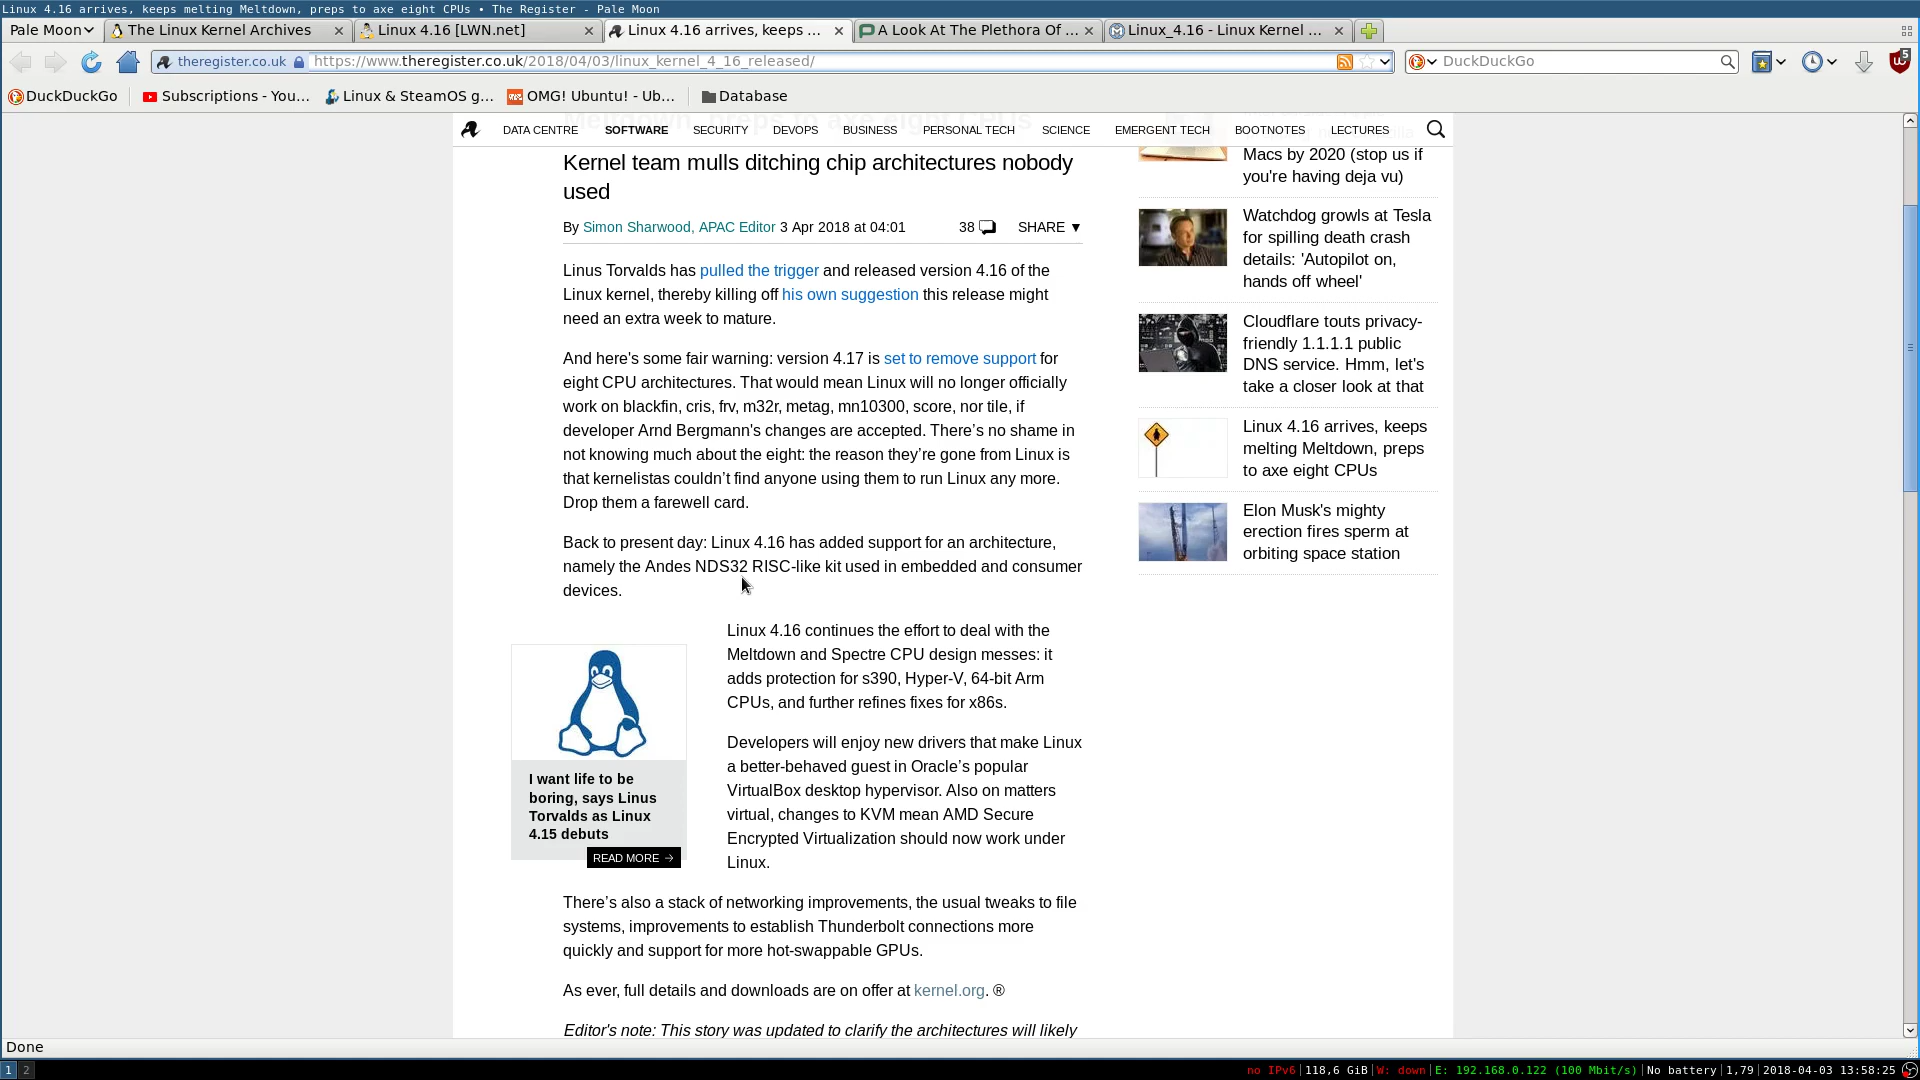 Linux 4.16 arrives, keeps melting Meltdown, preps to axe eight CPUs • The Register - Pale Moon
Pale Moon
The Linux Kernel Archives
Linux 4.16 [LWN.net]
Linux 4.16 arrives, keeps ...
A Look At The Plethora Of ...
Linux_4.16 - Linux Kernel ...
theregister.co.uk
https://www.theregister.co.uk/2018/04/03/linux_kernel_4_16_released/
DuckDuckGo
5
DuckDuckGo
Subscriptions - You...
Linux & SteamOS g...
OMG! Ubuntu! - Ub...
Database
DATA CENTRE
SOFTWARE
SECURITY
DEVOPS
BUSINESS
PERSONAL TECH
SCIENCE
EMERGENT TECH
BOOTNOTES
LECTURES
Meltdown, preps to axe eight CPUs
Kernel team mulls ditching chip architectures nobody
used
By Simon Sharwood, APAC Editor 3 Apr 2018 at 04:01
38
SHARE ▼
Linus Torvalds has pulled the trigger and released version 4.16 of the
Linux kernel, thereby killing off his own suggestion this release might
need an extra week to mature.
And here's some fair warning: version 4.17 is set to remove support for
eight CPU architectures. That would mean Linux will no longer officially
work on blackfin, cris, frv, m32r, metag, mn10300, score, nor tile, if
developer Arnd Bergmann's changes are accepted. There's no shame in
not knowing much about the eight: the reason they're gone from Linux is
that kernelistas couldn't find anyone using them to run Linux any more.
Drop them a farewell card.
Back to present day: Linux 4.16 has added support for an architecture,
namely the Andes NDS32 RISC-like kit used in embedded and consumer
devices.
Linux 4.16 continues the effort to deal with the
Meltdown and Spectre CPU design messes: it
adds protection for s390, Hyper-V, 64-bit Arm
CPUs, and further refines fixes for x86s.
I want life to be
boring, says Linus
Torvalds as Linux
4.15 debuts
READ MORE →
Developers will enjoy new drivers that make Linux
a better-behaved guest in Oracle's popular
VirtualBox desktop hypervisor. Also on matters
virtual, changes to KVM mean AMD Secure
Encrypted Virtualization should now work under
Linux.
There's also a stack of networking improvements, the usual tweaks to file
systems, improvements to establish Thunderbolt connections more
quickly and support for more hot-swappable GPUs.
As ever, full details and downloads are on offer at kernel.org. ®
Editor's note: This story was updated to clarify the architectures will likely
Macs by 2020 (stop us if
you're having deja vu)
Watchdog growls at Tesla
for spilling death crash
details: 'Autopilot on,
hands off wheel'
Cloudflare touts privacy-
friendly 1.1.1.1 public
DNS service. Hmm, let's
take a closer look at that
Linux 4.16 arrives, keeps
melting Meltdown, preps
to axe eight CPUs
Elon Musk's mighty
erection fires sperm at
orbiting space station
Done
1
2
no IPv6|118,6 GiB|W: down|E: 192.168.0.122 (100 Mbit/s)|No battery|1,79|2018-04-03 13:58:25